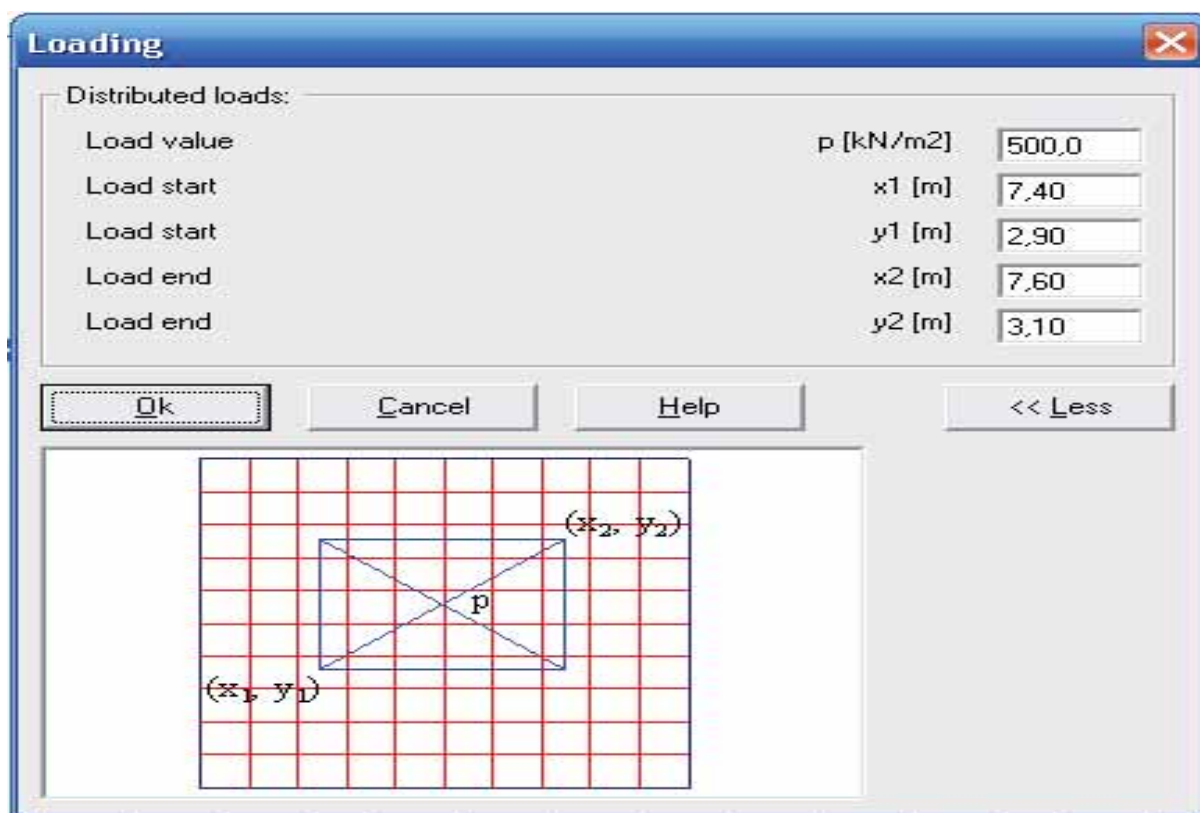 Loading
Distributed loads:
Load value p [kN/m2] 500,0
Load start x1 [m] 7,40
Load start y1 [m] 2,90
Load end x2 [m] 7,60
Load end y2 [m] 3,10
Ok Cancel Help << Less
(x₂, y₂)
p
(x₁, y₁)